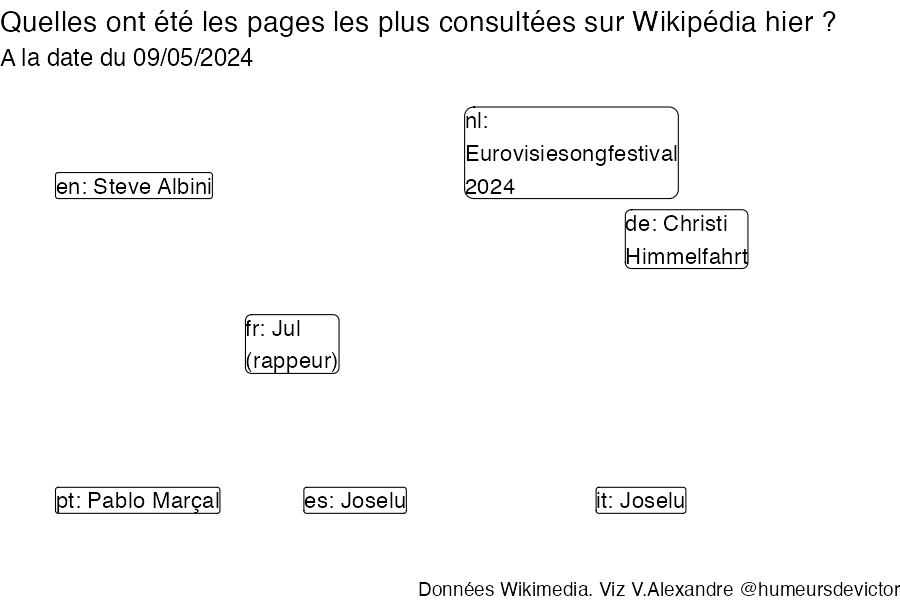 Quelles ont été les pages les plus consultées sur Wikipédia hier ?
A la date du 09/05/2024
nl:
Eurovisiesongfestival
2024
en: Steve Albini
de: Christi
Himmelfahrt
fr: Jul
(rappeur)
pt: Pablo Marçal
es: Joselu
it: Joselu
Données Wikimedia. Viz V.Alexandre @humeursdevictor